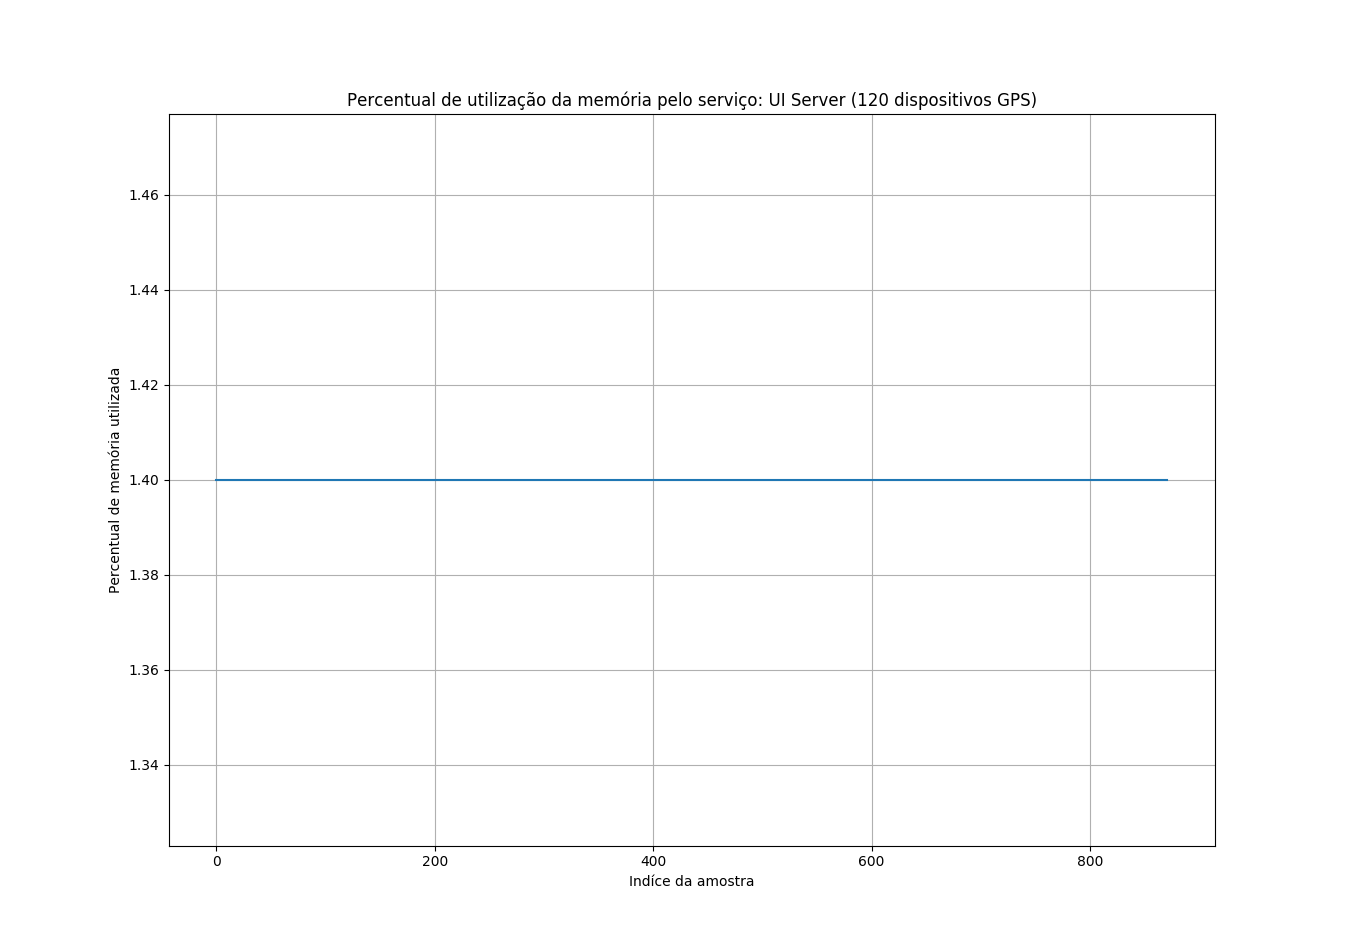 Percentual de utilização da memória pelo serviço: UI Server (120 dispositivos GPS)
1.46
1.44
1.42
1.40
1.38
1.36
1.34
Percentual de memória utilizada
0 200 400 600 800
Indíce da amostra